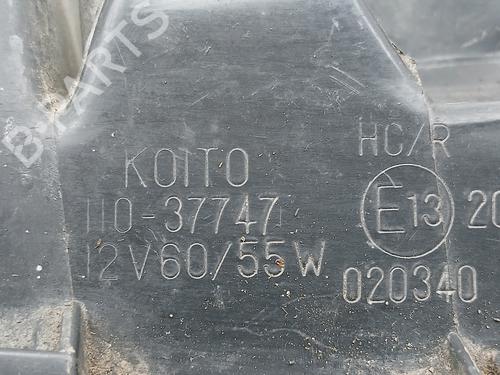 B PARTS
HC/R
KOITO
110-37747
E13 20
12V60/55W
020340